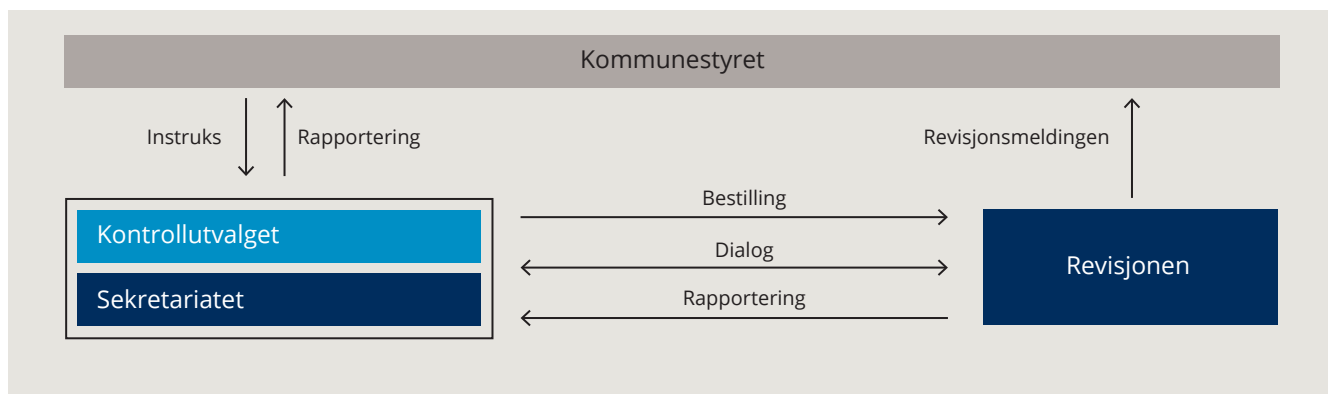 Kommunestyret
Instruks
Rapportering
Revisjonsmeldingen
Bestilling
Kontrollutvalget
Dialog
Revisjonen
Sekretariatet
Rapportering